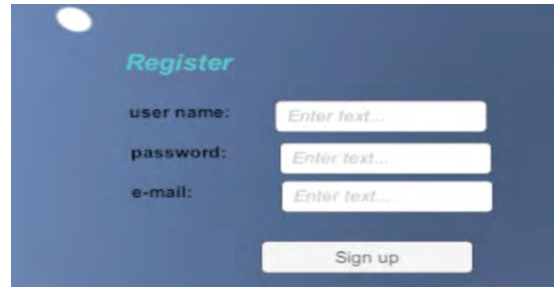 Register
user name: Enter text...
password: Enter text...
e-mail: Enter text...
Sign up